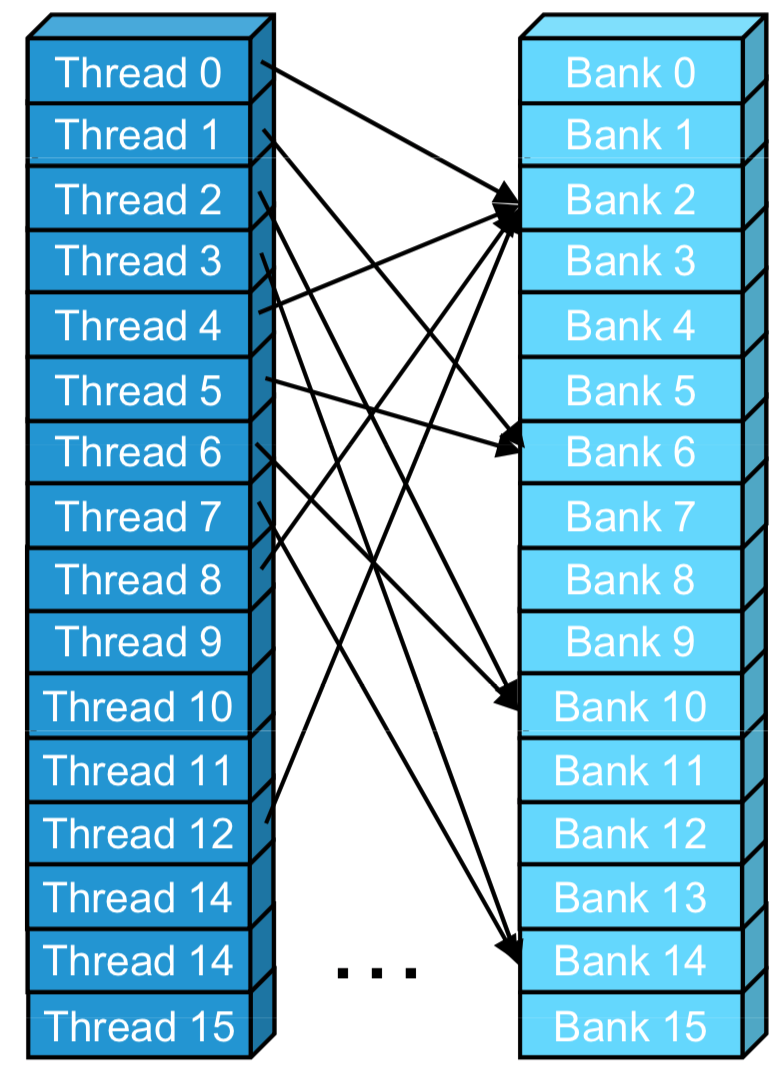 Thread 0
Thread 1
Thread 2
Thread 3
Thread 4
Thread 5
Thread 6
Thread 7
Thread 8
Thread 9
Thread 10
Thread 11
Thread 12
Thread 14
Thread 14
Thread 15
...
Bank 0
Bank 1
Bank 2
Bank 3
Bank 4
Bank 5
Bank 6
Bank 7
Bank 8
Bank 9
Bank 10
Bank 11
Bank 12
Bank 13
Bank 14
Bank 15